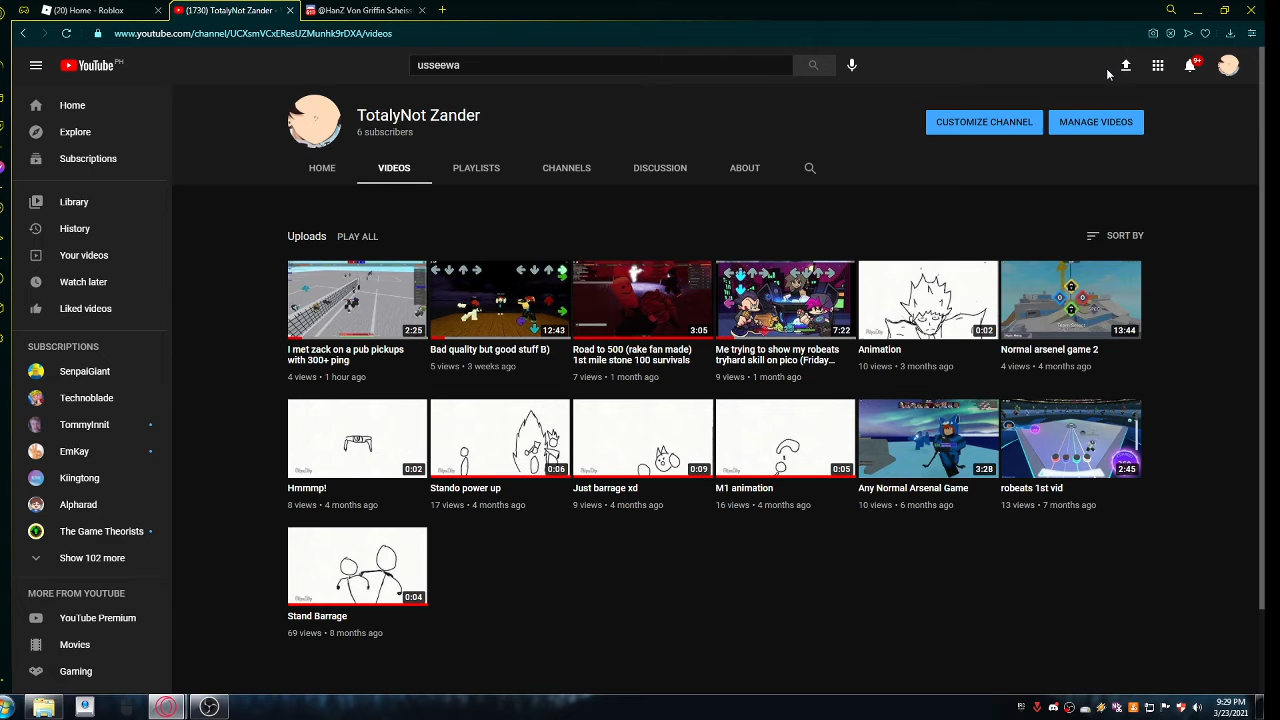 (20) Home - Roblox
(1730) TotalyNot Zander -
@HanZ Von Griffin Scheiss
www.youtube.com/channel/UCXsmVCxEResUZMunhk9rDXA/videos
YouTube PH
usseewa
9+
TotalyNot Zander
6 subscribers
CUSTOMIZE CHANNEL
MANAGE VIDEOS
HOME
VIDEOS
PLAYLISTS
CHANNELS
DISCUSSION
ABOUT
Home
Explore
Subscriptions
Library
History
Your videos
Watch later
Liked videos
SUBSCRIPTIONS
SenpaiGiant
Technoblade
TommyInnit
EmKay
Kiingtong
Alpharad
The Game Theorists
Show 102 more
MORE FROM YOUTUBE
YouTube Premium
Movies
Gaming
Uploads PLAY ALL
SORT BY
2:25
I met zack on a pub pickups
with 300+ ping
4 views • 1 hour ago
12:43
Bad quality but good stuff B)
5 views • 3 weeks ago
3:05
Road to 500 (rake fan made)
1st mile stone 100 survivals
7 views • 1 month ago
7:22
Me trying to show my robeats
tryhard skill on pico (Friday...
9 views • 1 month ago
0:02
Animation
10 views • 3 months ago
13:44
Normal arsenel game 2
4 views • 4 months ago
0:02
Hmmmp!
8 views • 4 months ago
0:06
Stando power up
17 views • 4 months ago
0:09
Just barrage xd
9 views • 4 months ago
0:05
M1 animation
16 views • 4 months ago
3:28
Any Normal Arsenal Game
10 views • 6 months ago
2:45
robeats 1st vid
13 views • 7 months ago
0:04
Stand Barrage
69 views • 8 months ago
9:29 PM
3/23/2021